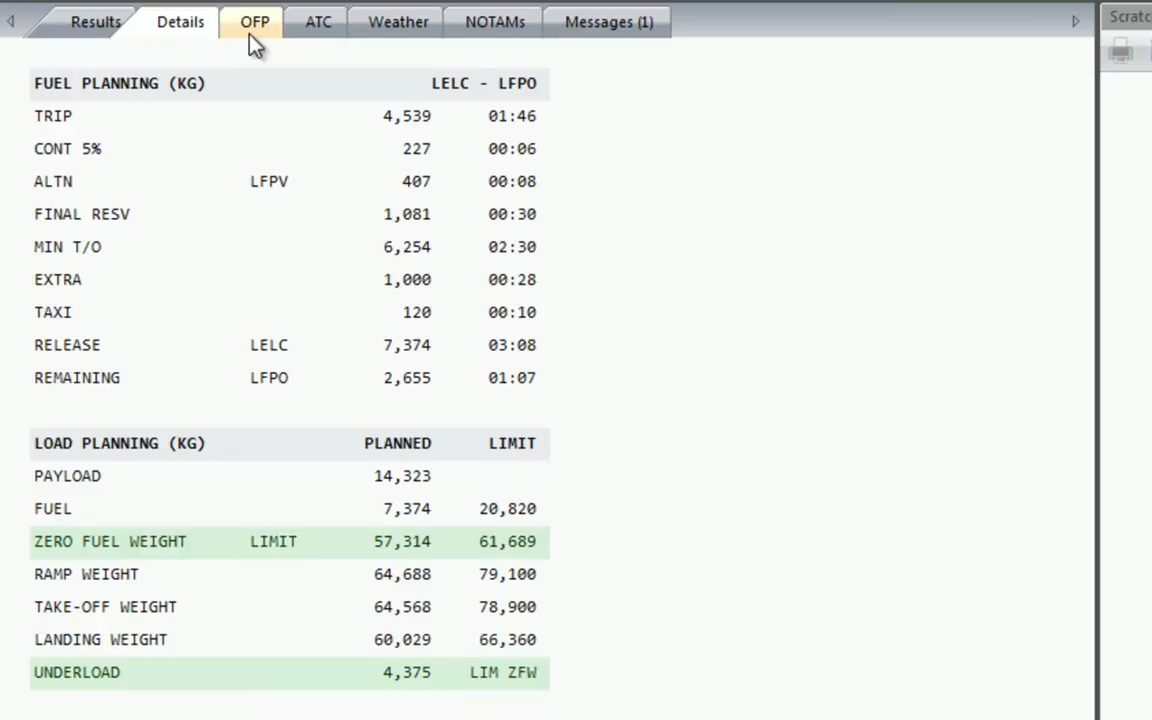 Results Details OFP ATC Weather NOTAMs Messages (1)
FUEL PLANNING (KG) LELC - LFPO
TRIP 4,539 01:46
CONT 5% 227 00:06
ALTN LFPV 407 00:08
FINAL RESV 1,081 00:30
MIN T/O 6,254 02:30
EXTRA 1,000 00:28
TAXI 120 00:10
RELEASE LELC 7,374 03:08
REMAINING LFPO 2,655 01:07
LOAD PLANNING (KG) PLANNED LIMIT
PAYLOAD 14,323
FUEL 7,374 20,820
ZERO FUEL WEIGHT LIMIT 57,314 61,689
RAMP WEIGHT 64,688 79,100
TAKE-OFF WEIGHT 64,568 78,900
LANDING WEIGHT 60,029 66,360
UNDERLOAD 4,375 LIM ZFW